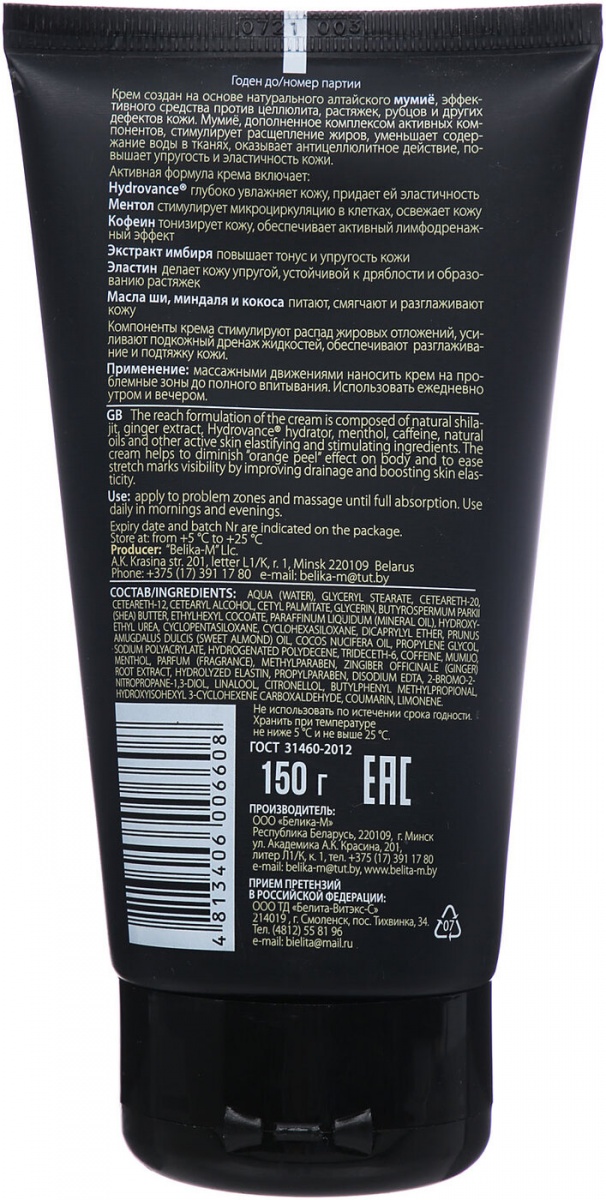 0721 003
Годен до/номер партии
Крем создан на основе натурального алтайского мумиё, эффек-
тивного средства против целлюлита, растяжек, рубцов и других
дефектов кожи. Мумиё, дополненное комплексом активных ком-
понентов, стимулирует расщепление жиров, уменьшает содер-
жание воды в тканях, оказывает антицеллюлитное действие, по-
вышает упругость и эластичность кожи.
Активная формула крема включает:
Hydrovance® глубоко увлажняет кожу, придает ей эластичность
Ментол стимулирует микроциркуляцию в клетках, освежает кожу
Кофеин тонизирует кожу, обеспечивает активный лимфодренаж-
ный эффект
Экстракт имбиря повышает тонус и упругость кожи
Эластин делает кожу упругой, устойчивой к дряблости и образо-
ванию растяжек
Масла ши, миндаля и кокоса питают, смягчают и разглаживают
кожу
Компоненты крема стимулируют распад жировых отложений, уси-
ливают подкожный дренаж жидкостей, обеспечивают разглажива-
ние и подтяжку кожи.
Применение: массажными движениями наносить крем на про-
блемные зоны до полного впитывания. Использовать ежедневно
утром и вечером.
GB The reach formulation of the cream is composed of natural shila-
jit, ginger extract, Hydrovance® hydrator, menthol, caffeine, natural
oils and other active skin elastifying and stimulating ingredients. The
cream helps to diminish "orange peel" effect on body and to ease
stretch marks visibility by improving drainage and boosting skin elas-
ticity.
Use: apply to problem zones and massage until full absorption. Use
daily in mornings and evenings.
Expiry date and batch Nr are indicated on the package.
Store at: from +5 °C to +25 °C
Producer: "Belika-M" Llc.
A.K. Krasina str. 201, letter L1/K, r. 1, Minsk 220109 Belarus
Phone: +375 (17) 391 17 80 e-mail: belika-m@tut.by
СОСТАВ/INGREDIENTS: AQUA (WATER), GLYCERYL STEARATE, CETEARETH-20,
CETEARETH-12, CETEARYL ALCOHOL, CETYL PALMITATE, GLYCERIN, BUTYROSPERMUM PARKII
(SHEA) BUTTER, ETHYLHEXYL COCOATE, PARAFFINUM LIQUIDUM (MINERAL OIL), HYDROXY-
ETHYL UREA, CYCLOPENTASILOXANE, CYCLOHEXASILOXANE, DICAPRYLYL ETHER, PRUNUS
AMYGDALUS DULCIS (SWEET ALMOND) OIL, COCOS NUCIFERA OIL, PROPYLENE GLYCOL,
SODIUM POLYACRYLATE, HYDROGENATED POLYDECENE, TRIDECETH-6, COFFEINE, MUMIJO,
MENTHOL, PARFUM (FRAGRANCE), METHYLPARABEN, ZINGIBER OFFICINALE (GINGER)
ROOT EXTRACT, HYDROLYZED ELASTIN, PROPYLPARABEN, DISODIUM EDTA, 2-BROMO-2-
NITROPROPANE-1,3-DIOL, LINALOOL, CITRONELLOL, BUTYLPHENYL METHYLPROPIONAL,
HYDROXYISOHEXYL 3-CYCLOHEXENE CARBOXALDEHYDE, COUMARIN, LIMONENE.
Не использовать по истечении срока годности.
Хранить при температуре
не ниже 5 °С и не выше 25 °С.
ГОСТ 31460-2012
150 г
EAC
ПРОИЗВОДИТЕЛЬ:
ООО «Белика-М»
Республика Беларусь, 220109, г. Минск
ул. Академика А.К. Красина, 201,
литер Л1/К, к. 1, тел. +375 (17) 391 17 80
e-mail: belika-m@tut.by, www.belita-m.by
ПРИЕМ ПРЕТЕНЗИЙ
В РОССИЙСКОЙ ФЕДЕРАЦИИ:
ООО ТД «Белита-Витэкс-С»
214019 , г. Смоленск, пос. Тихвинка, 34.
Тел. (4812) 55 81 96
e-mail: bielita@mail.ru
07
4 813406 006608